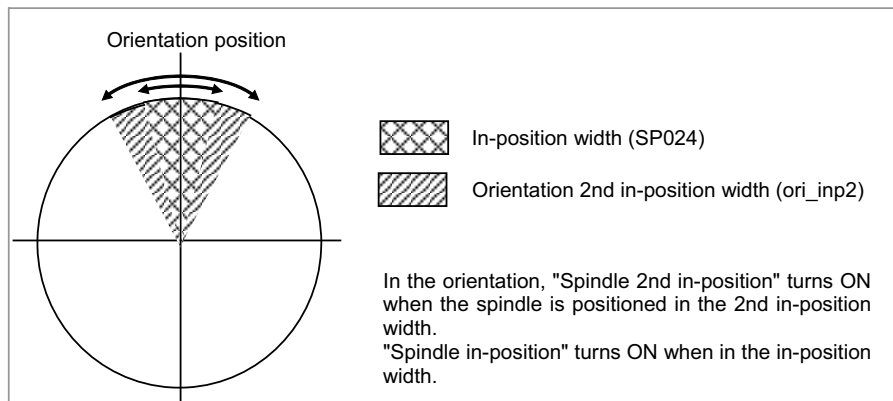 Orientation position
In-position width (SP024)
Orientation 2nd in-position width (ori_inp2)
In the orientation, "Spindle 2nd in-position" turns ON
when the spindle is positioned in the 2nd in-position
width.
"Spindle in-position" turns ON when in the in-position
width.